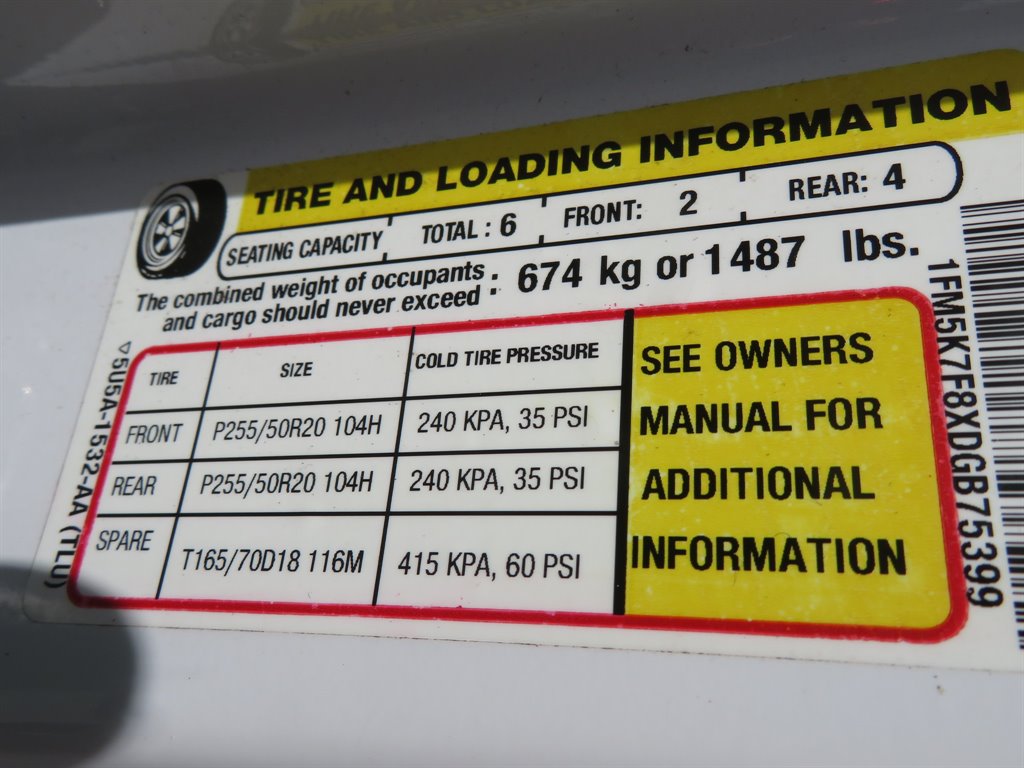 TIRE AND LOADING INFORMATION
SEATING CAPACITY TOTAL : 6 FRONT: 2 REAR: 4
The combined weight of occupants
and cargo should never exceed : 674 kg or 1487 lbs.
TIRE SIZE COLD TIRE PRESSURE
FRONT P255/50R20 104H 240 KPA, 35 PSI
REAR P255/50R20 104H 240 KPA, 35 PSI
SPARE T165/70D18 116M 415 KPA, 60 PSI
SEE OWNERS
MANUAL FOR
ADDITIONAL
INFORMATION
5U5A-1532-AA (TLU)
1FM5K7F8XDGB75399